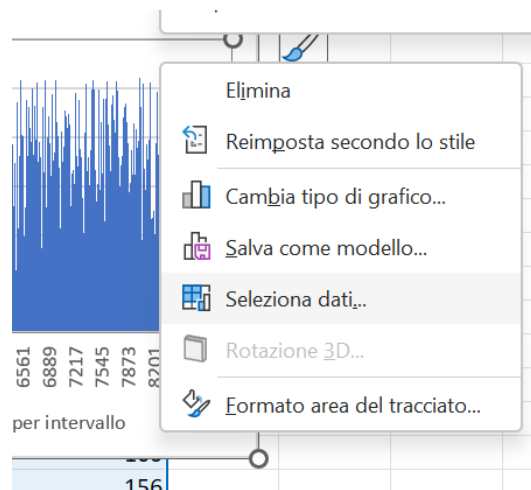 Elimina
Reimposta secondo lo stile
Cambia tipo di grafico...
Salva come modello...
Seleziona dati...
Rotazione 3D...
Formato area del tracciato...
6561 6889 7217 7545 7873 8201
per intervallo
156